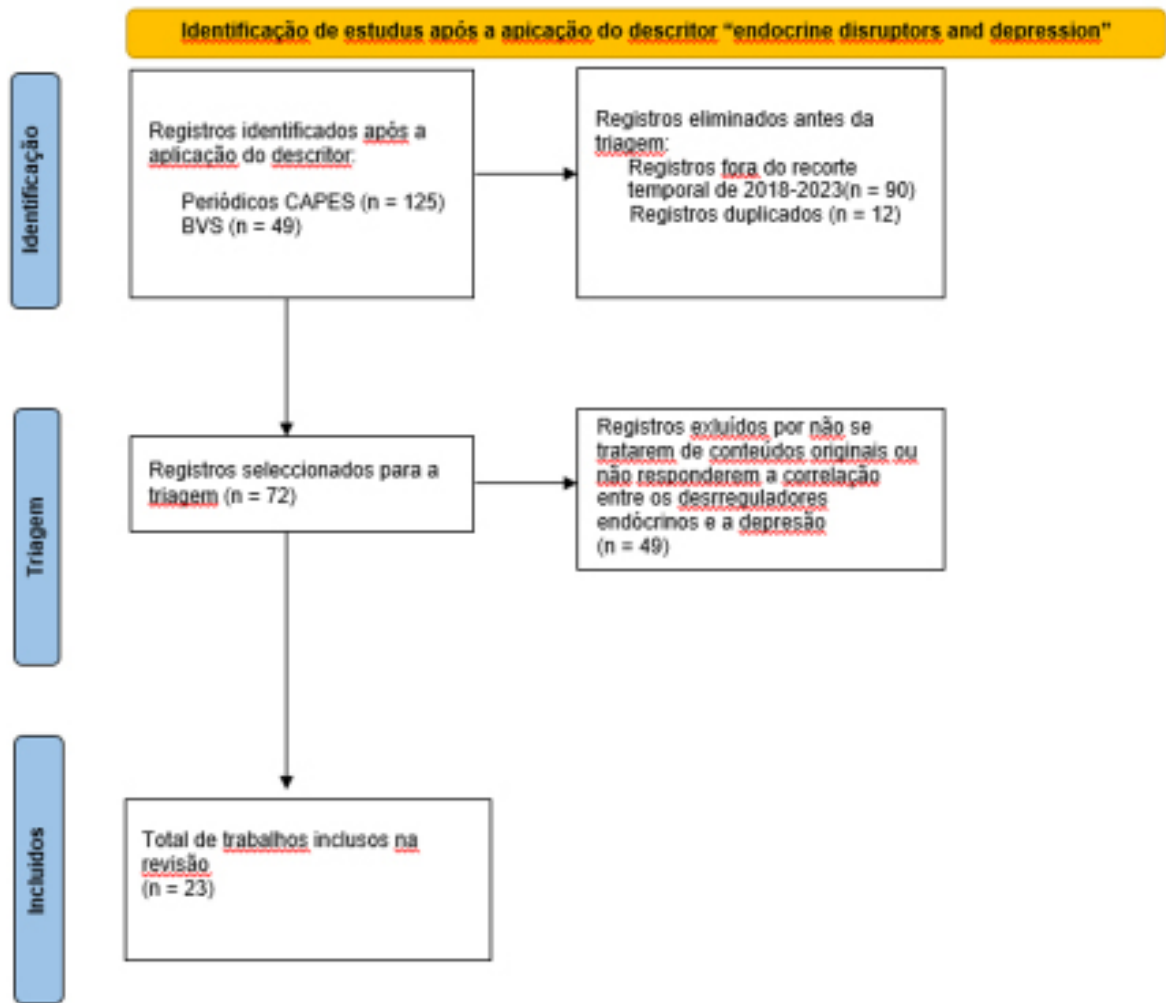 Identificação de estudus após a apicação do descritor “endocrine disruptors and depression”
Identificação
Registros identificados após a
aplicação do descritor:
Periódicos CAPES (n = 125)
BVS (n = 49)
Registros eliminados antes da
triagem:
Registros fora do recorte
temporal de 2018-2023(n = 90)
Registros duplicados (n = 12)
Triagem
Registros seleccionados para a
triagem (n = 72)
Registros exluídos por não se
tratarem de conteúdos originais ou
não responderem a correlação
entre os desrreguladores
endócrinos e a depresão
(n = 49)
Incluidos
Total de trabalhos inclusos na
revisão
(n = 23)